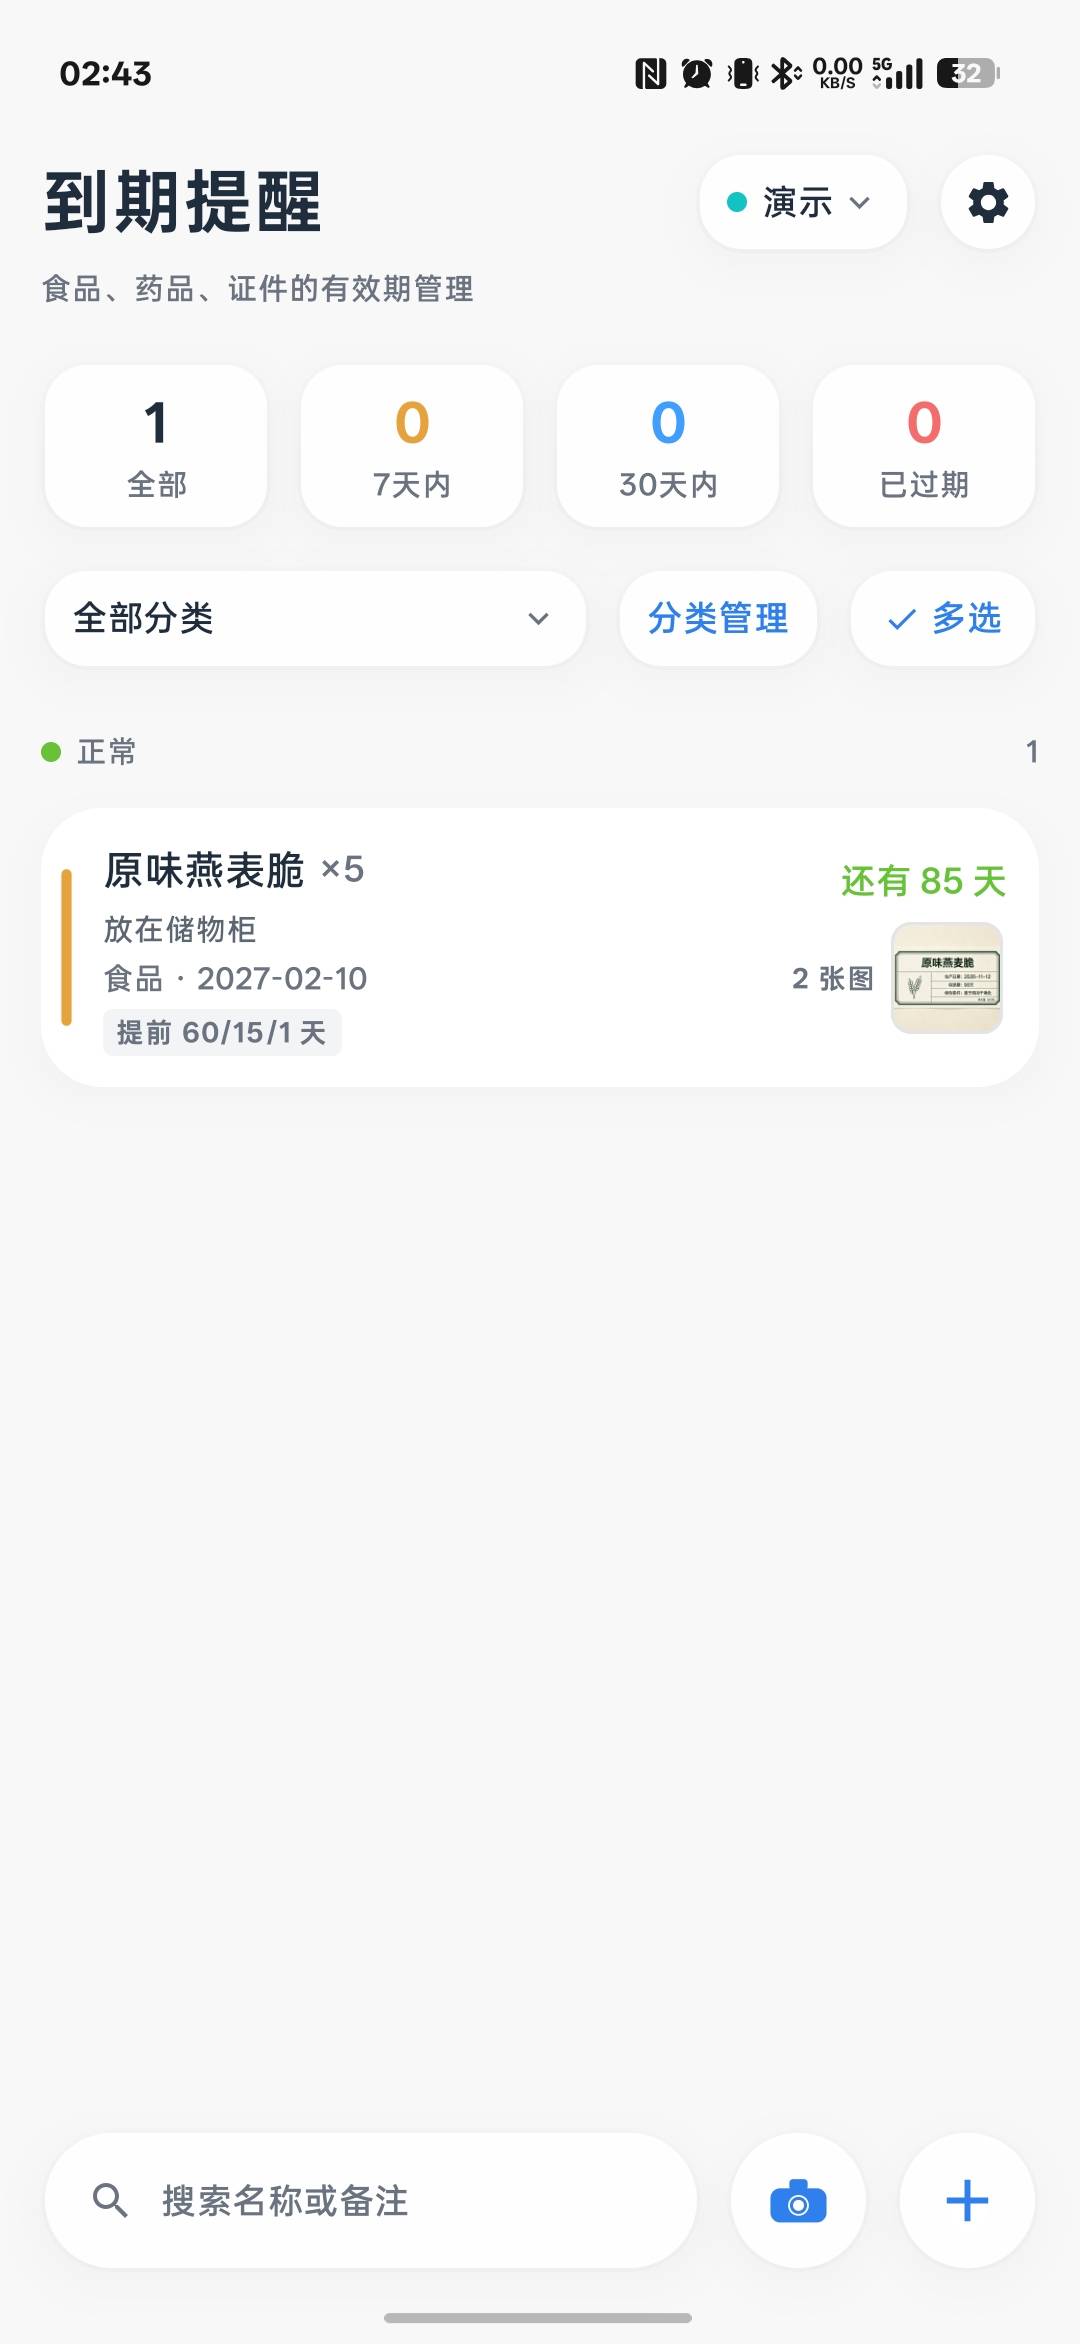 02:43
0.00 KB/S 5G 32
到期提醒
演示
食品、药品、证件的有效期管理
1 0 0 0
全部 7天内 30天内 已过期
全部分类 分类管理 多选
正常 1
原味燕表脆 ×5
还有 85 天
放在储物柜
食品 · 2027-02-10
2 张图
原味燕麦脆
提前 60/15/1 天
搜索名称或备注